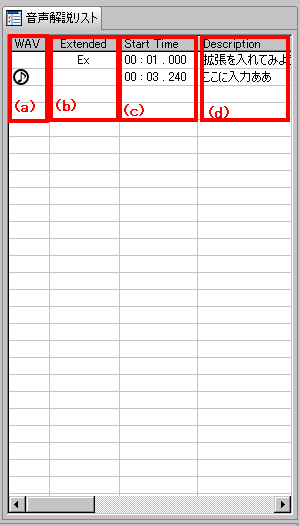 音声解説リスト
WAV Extended Start Time Description
Ex 00 : 01 . 000 拡張を入れてみよ
00 : 03 . 240 ここに入力ああ
(a) (b) (c) (d)